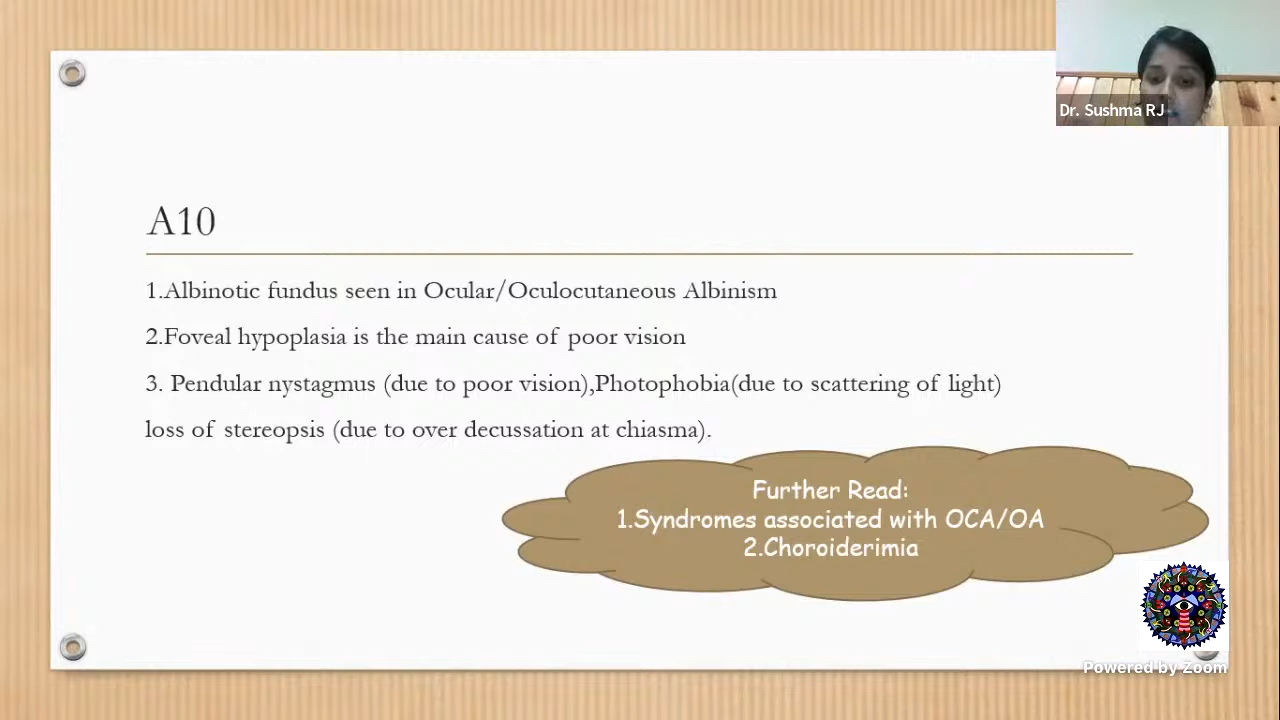 Dr. Sushma RJ
A10
1.Albinotic fundus seen in Ocular/Oculocutaneous Albinism
2.Foveal hypoplasia is the main cause of poor vision
3. Pendular nystagmus (due to poor vision),Photophobia(due to scattering of light)
loss of stereopsis (due to over decussation at chiasma).
Further Read:
1.Syndromes associated with OCA/OA
2.Choroiderimia
Powered by Zoom